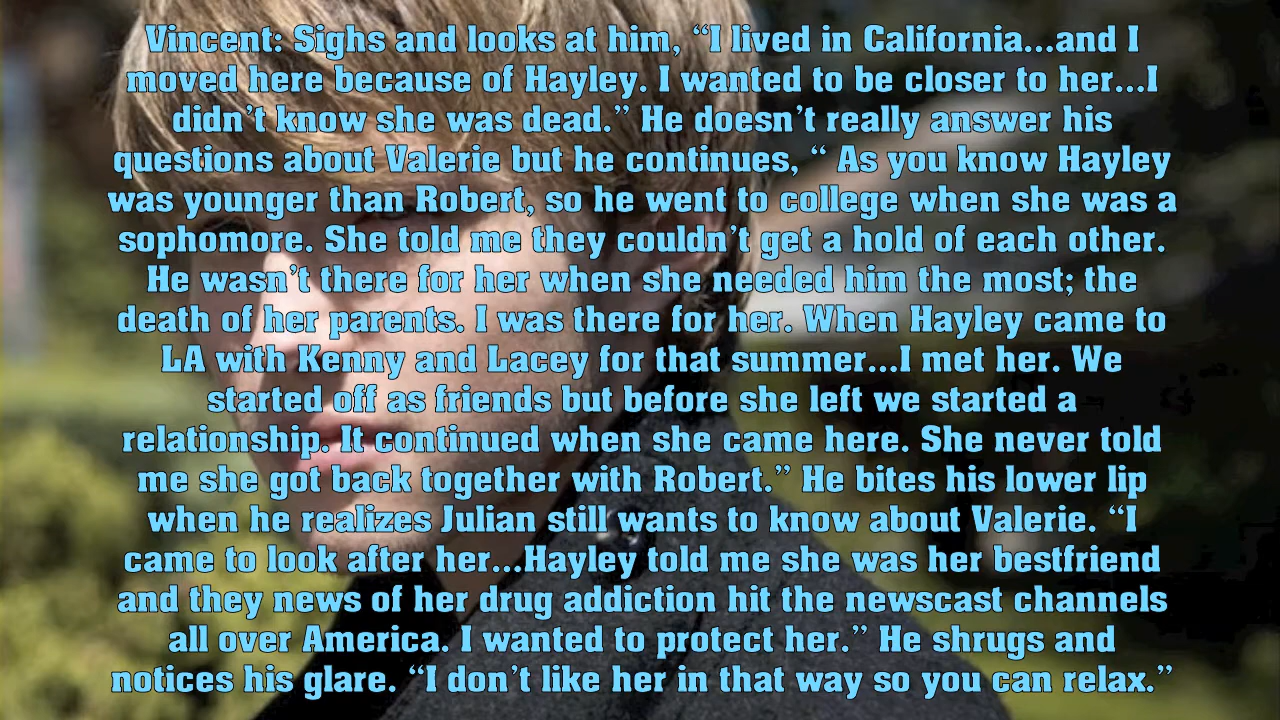 Vincent: Sighs and looks at him, “I lived in California...and I
moved here because of Hayley. I wanted to be closer to her...I
didn’t know she was dead.” He doesn’t really answer his
questions about Valerie but he continues, “ As you know Hayley
was younger than Robert, so he went to college when she was a
sophomore. She told me they couldn’t get a hold of each other.
He wasn’t there for her when she needed him the most; the
death of her parents. I was there for her. When Hayley came to
LA with Kenny and Lacey for that summer...I met her. We
started off as friends but before she left we started a
relationship. It continued when she came here. She never told
me she got back together with Robert.” He bites his lower lip
when he realizes Julian still wants to know about Valerie. “I
came to look after her...Hayley told me she was her bestfriend
and they news of her drug addiction hit the newscast channels
all over America. I wanted to protect her.” He shrugs and
notices his glare. “I don’t like her in that way so you can relax.”